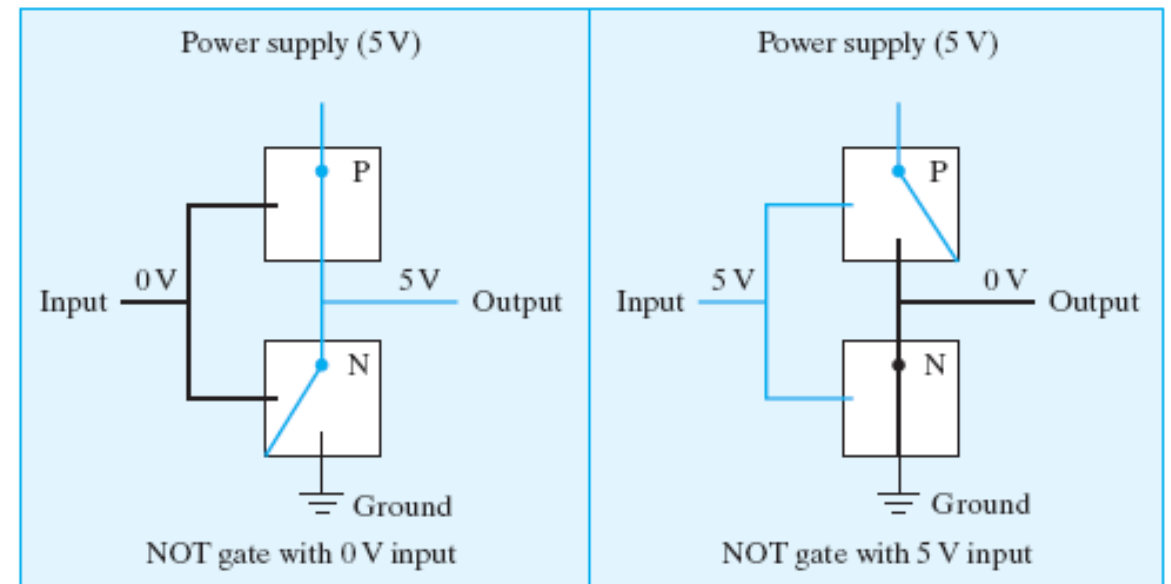 Power supply (5 V)
P
0 V
5 V
Input
Output
N
Ground
NOT gate with 0 V input
Power supply (5 V)
P
5 V
0 V
Input
Output
N
Ground
NOT gate with 5 V input